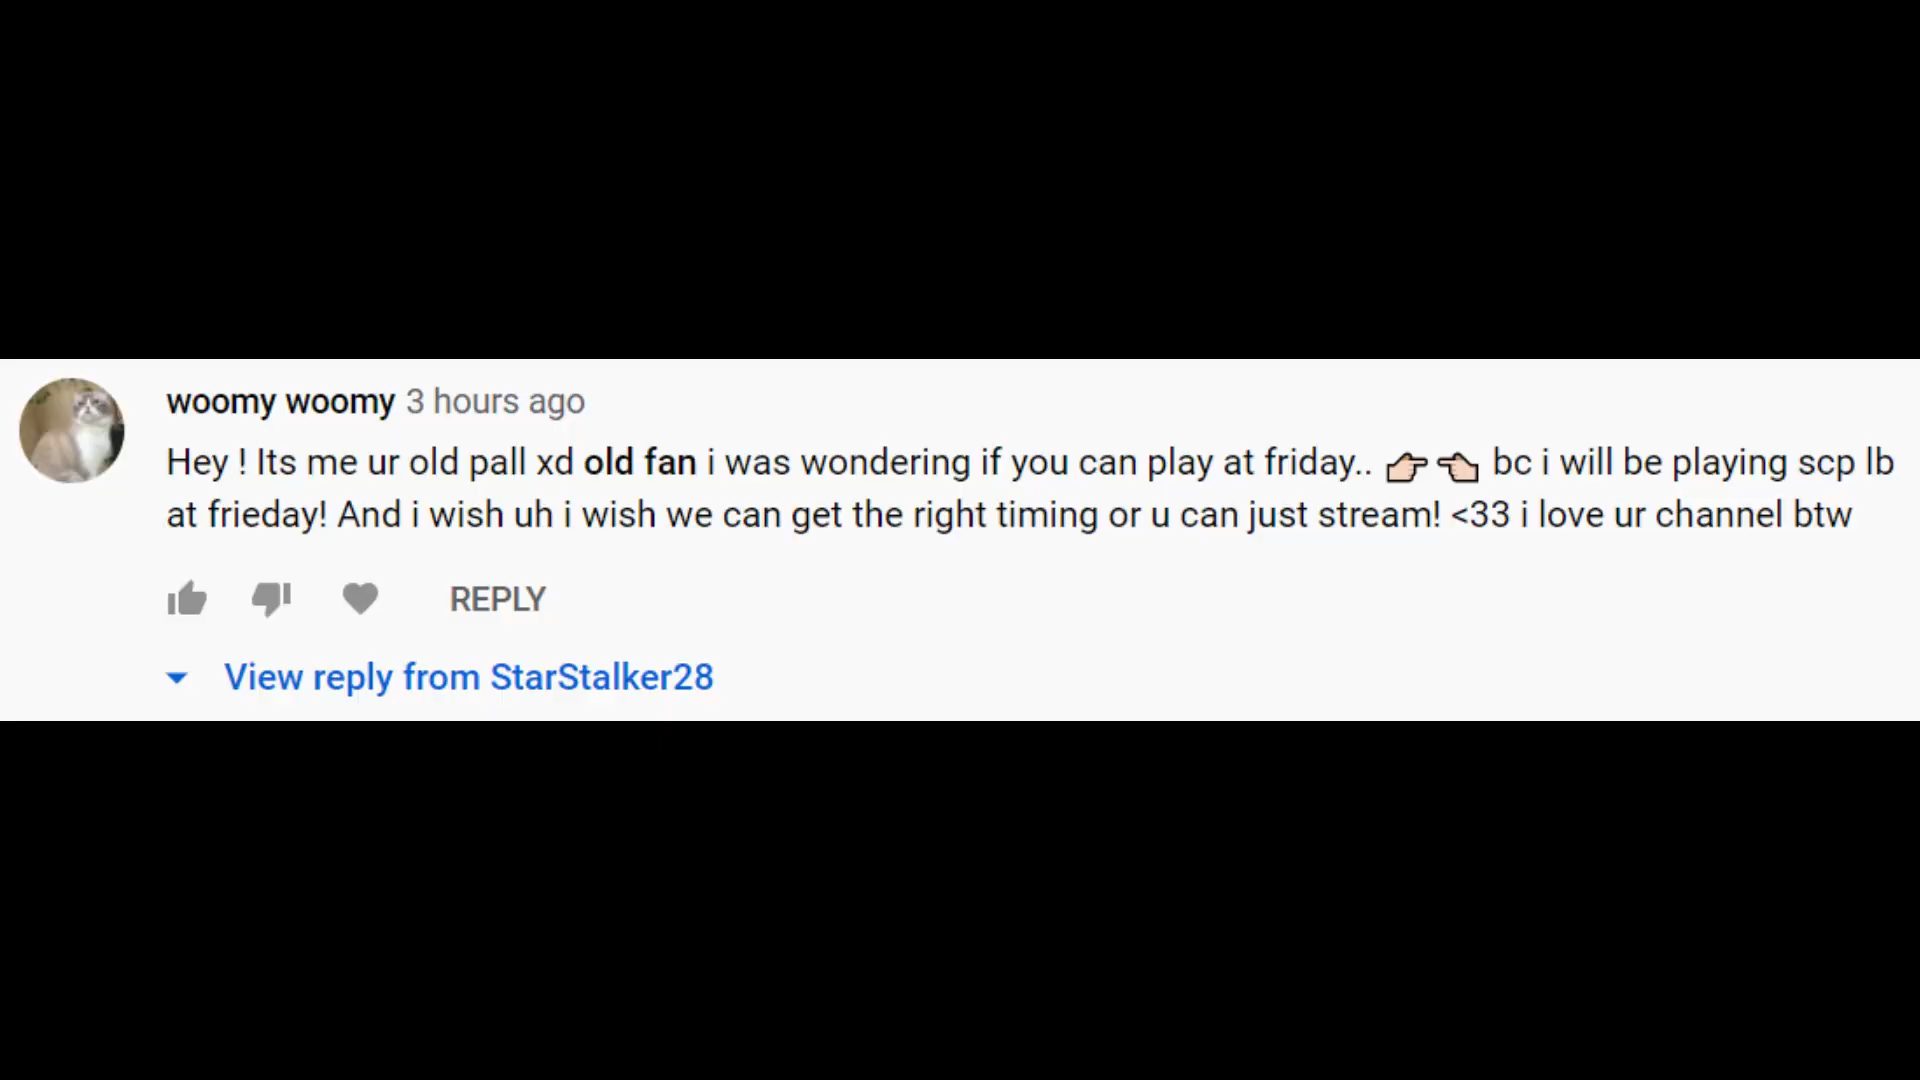 woomy woomy 3 hours ago
Hey ! Its me ur old pall xd old fan i was wondering if you can play at friday.. 👉🏻👈🏻 bc i will be playing scp lb
at frieday! And i wish uh i wish we can get the right timing or u can just stream! <33 i love ur channel btw
REPLY
View reply from StarStalker28